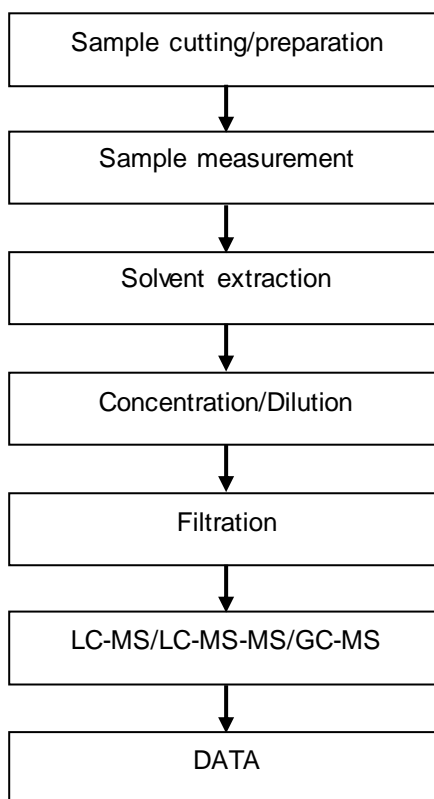 Sample cutting/preparation
Sample measurement
Solvent extraction
Concentration/Dilution
Filtration
LC-MS/LC-MS-MS/GC-MS
DATA